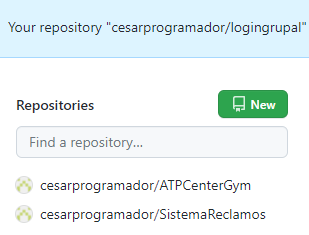 Your repository "cesarprogramador/logingrupal"
Repositories
New
Find a repository...
cesarprogramador/ATPCenterGym
cesarprogramador/SistemaReclamos